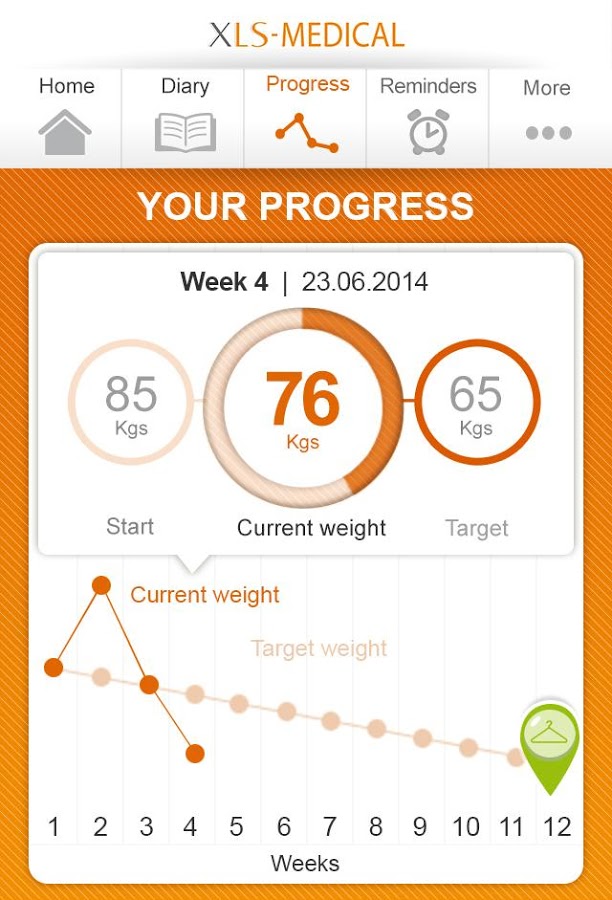 XLS-MEDICAL
Home Diary Progress Reminders More
YOUR PROGRESS
Week 4 | 23.06.2014
85 76 65
Kgs Kgs Kgs
Start Current weight Target
Current weight
Target weight
1 2 3 4 5 6 7 8 9 10 11 12
Weeks